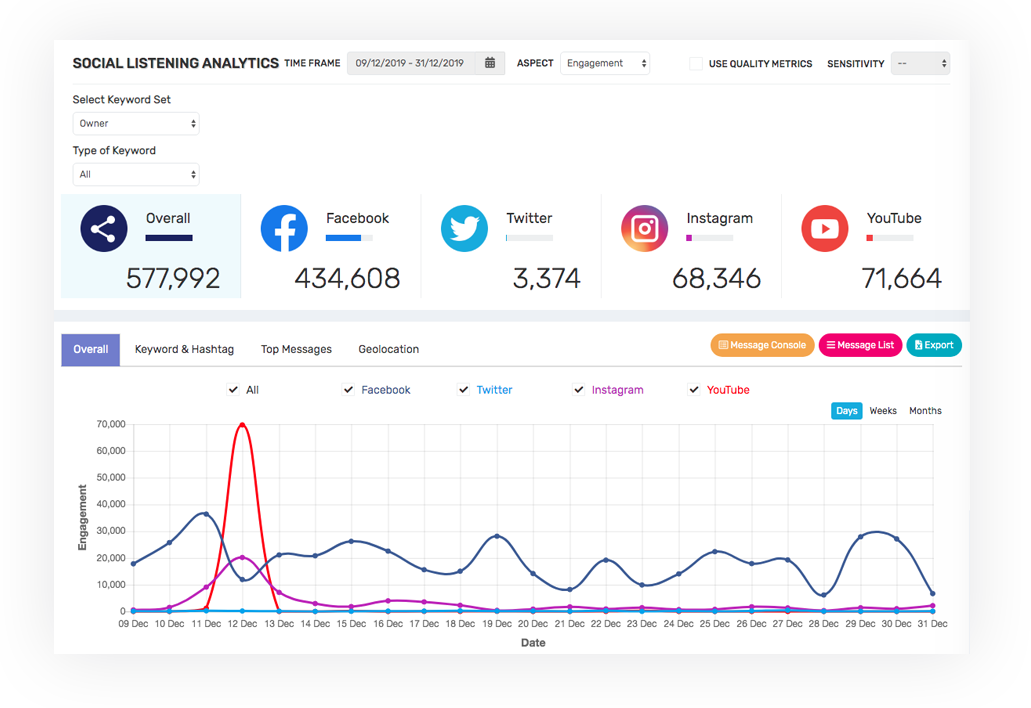 SOCIAL LISTENING ANALYTICS TIME FRAME 09/12/2019 - 31/12/2019 ASPECT Engagement USE QUALITY METRICS SENSITIVITY --
Select Keyword Set
Owner
Type of Keyword
All
Overall Facebook Twitter Instagram YouTube
577,992 434,608 3,374 68,346 71,664
Overall Keyword & Hashtag Top Messages Geolocation Message Console Message List Export
All Facebook Twitter Instagram YouTube
Days Weeks Months
70,000
60,000
50,000
40,000
30,000
20,000
10,000
0
Engagement
09 Dec 10 Dec 11 Dec 12 Dec 13 Dec 14 Dec 15 Dec 16 Dec 17 Dec 18 Dec 19 Dec 20 Dec 21 Dec 22 Dec 23 Dec 24 Dec 25 Dec 26 Dec 27 Dec 28 Dec 29 Dec 30 Dec 31 Dec
Date